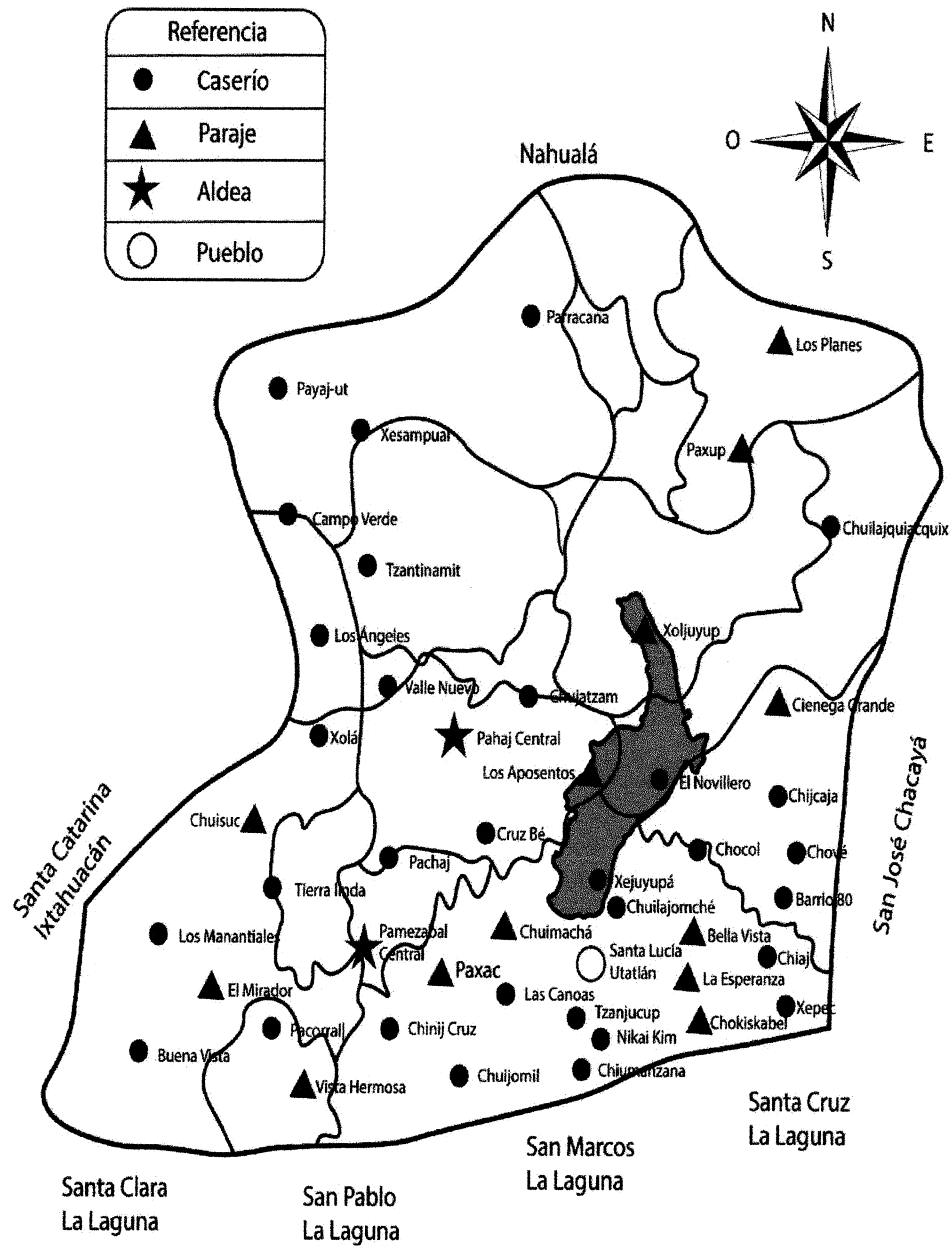 Referencia
Caserío
Paraje
Aldea
Pueblo
N
O
E
S
Nahualá
Parracana
Los Planes
Payaj-ut
Xesampual
Paxup
Campo Verde
Chuilajquiacquix
Tzantinamit
Los Ángeles
Xoljuyup
Valle Nuevo
Chujatzam
Cienega Grande
Xolá
Pahaj Central
Los Aposentos
El Novillero
Chijcaja
Santa Catarina
Ixtahuacán
San José Chacayá
Chuisuc
Cruz Bé
Pachaj
Chocol
Chové
Tierra linda
Xejuyupá
Barrio 80
Chuilajomché
Los Manantiales
Pamezabal
Central
Chuimachá
Bella Vista
Santa Lucía
Utatlán
Chiaj
Paxac
La Esperanza
El Mirador
Las Canoas
Xepec
Tzanjucup
Chokiskabel
Pacorrall
Chinij Cruz
Nikai Kim
Buena Vista
Chuijomil
Chiumanzana
Vista Hermosa
Santa Cruz
La Laguna
San Marcos
La Laguna
Santa Clara
La Laguna
San Pablo
La Laguna